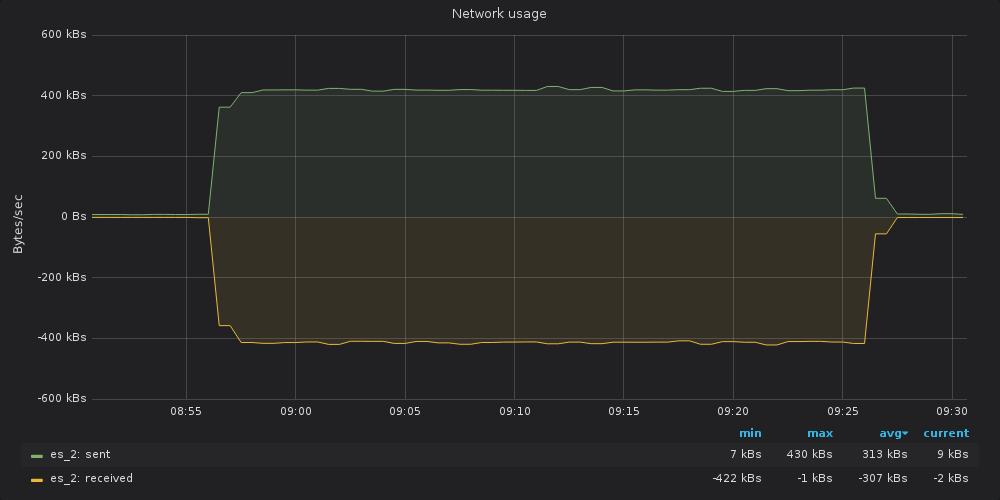 Network usage
600 kBs
400 kBs
200 kBs
0 Bs
-200 kBs
-400 kBs
-600 kBs
Bytes/sec
08:55 09:00 09:05 09:10 09:15 09:20 09:25 09:30
min max avg current
es_2: sent 7 kBs 430 kBs 313 kBs 9 kBs
es_2: received -422 kBs -1 kBs -307 kBs -2 kBs